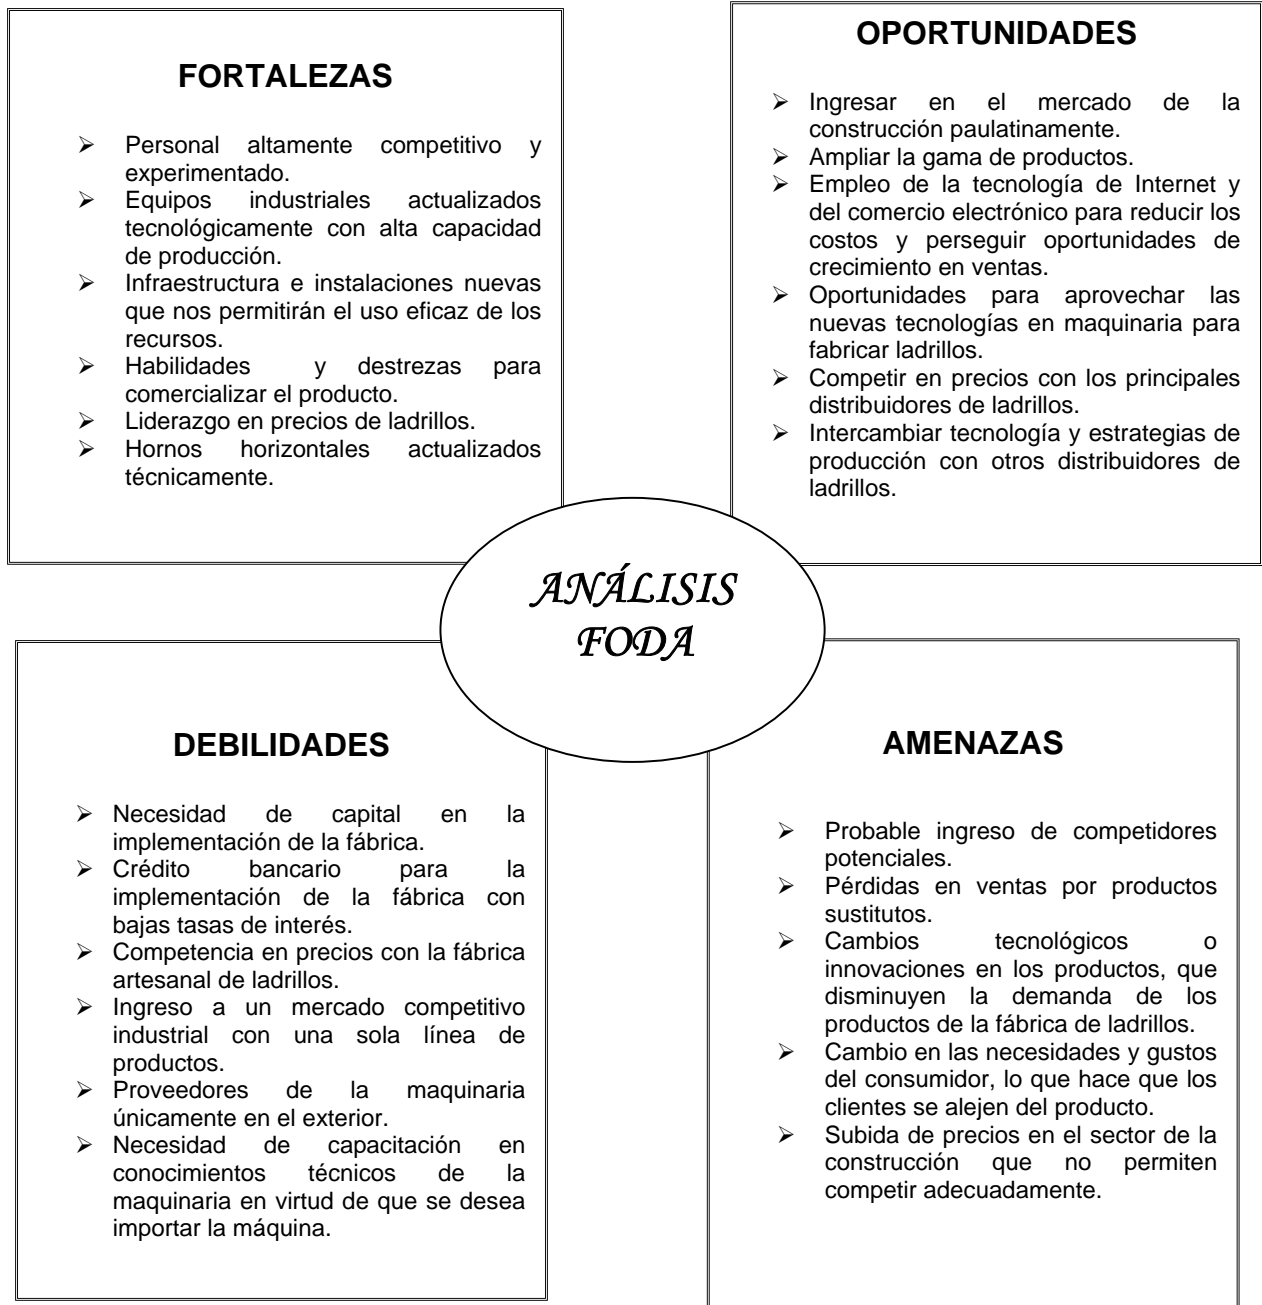 FORTALEZAS
➢ Personal altamente competitivo y
experimentado.
➢ Equipos industriales actualizados
tecnológicamente con alta capacidad
de producción.
➢ Infraestructura e instalaciones nuevas
que nos permitirán el uso eficaz de los
recursos.
➢ Habilidades y destrezas para
comercializar el producto.
➢ Liderazgo en precios de ladrillos.
➢ Hornos horizontales actualizados
técnicamente.
OPORTUNIDADES
➢ Ingresar en el mercado de la
construcción paulatinamente.
➢ Ampliar la gama de productos.
➢ Empleo de la tecnología de Internet y
del comercio electrónico para reducir los
costos y perseguir oportunidades de
crecimiento en ventas.
➢ Oportunidades para aprovechar las
nuevas tecnologías en maquinaria para
fabricar ladrillos.
➢ Competir en precios con los principales
distribuidores de ladrillos.
➢ Intercambiar tecnología y estrategias de
producción con otros distribuidores de
ladrillos.
ANÁLISIS
FODA
DEBILIDADES
➢ Necesidad de capital en la
implementación de la fábrica.
➢ Crédito bancario para la
implementación de la fábrica con
bajas tasas de interés.
➢ Competencia en precios con la fábrica
artesanal de ladrillos.
➢ Ingreso a un mercado competitivo
industrial con una sola línea de
productos.
➢ Proveedores de la maquinaria
únicamente en el exterior.
➢ Necesidad de capacitación en
conocimientos técnicos de la
maquinaria en virtud de que se desea
importar la máquina.
AMENAZAS
➢ Probable ingreso de competidores
potenciales.
➢ Pérdidas en ventas por productos
sustitutos.
➢ Cambios tecnológicos o
innovaciones en los productos, que
disminuyen la demanda de los
productos de la fábrica de ladrillos.
➢ Cambio en las necesidades y gustos
del consumidor, lo que hace que los
clientes se alejen del producto.
➢ Subida de precios en el sector de la
construcción que no permiten
competir adecuadamente.